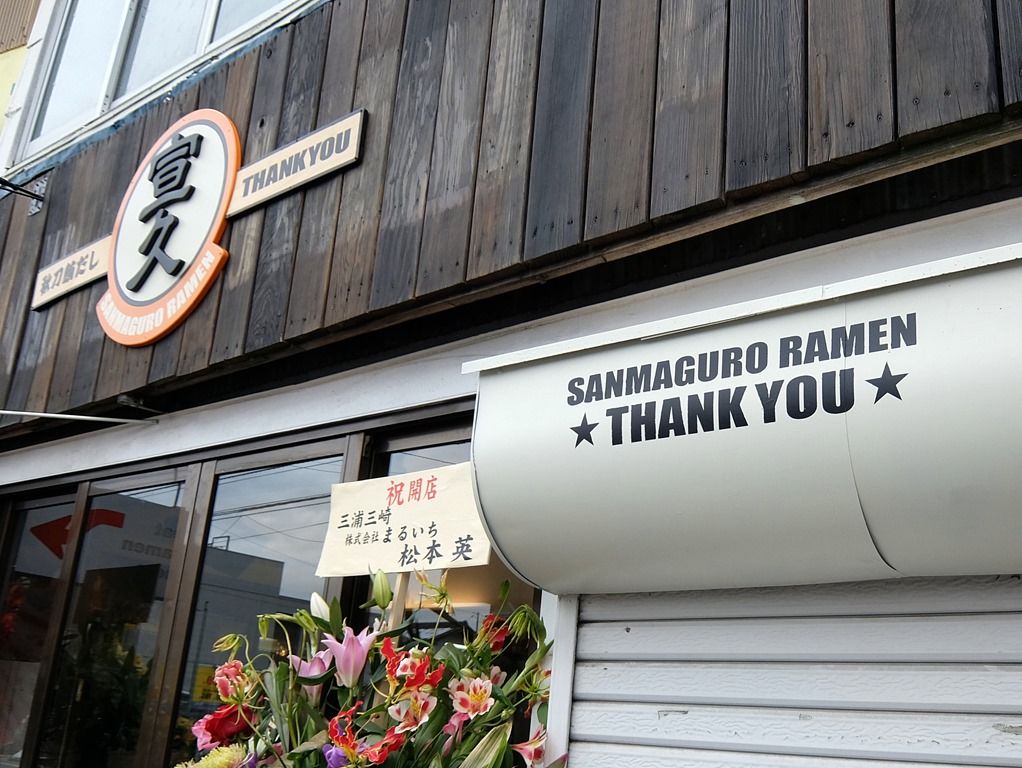 宣久
THANKYOU
秋刀鮪だし
SANMAGURO RAMEN
SANMAGURO RAMEN
★THANK YOU★
祝開店
三浦三崎
株式会社まるいち
松本英